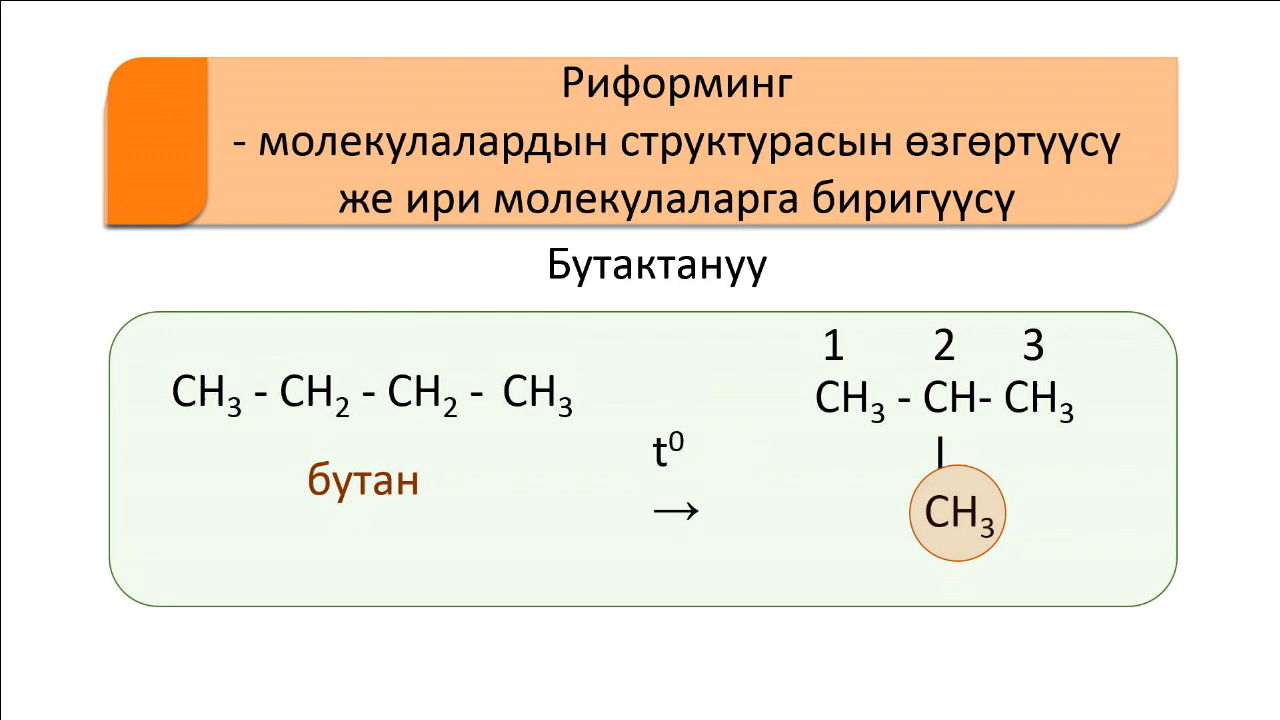 Риформинг
- молекулалардын структурасын өзгөртүүсү
же ири молекулаларга биригүүсү
Бутактануу
1 2 3
CH₃ - CH₂ - CH₂ - CH₃
CH₃ - CH- CH₃
t⁰
|
бутан
→
CH₃